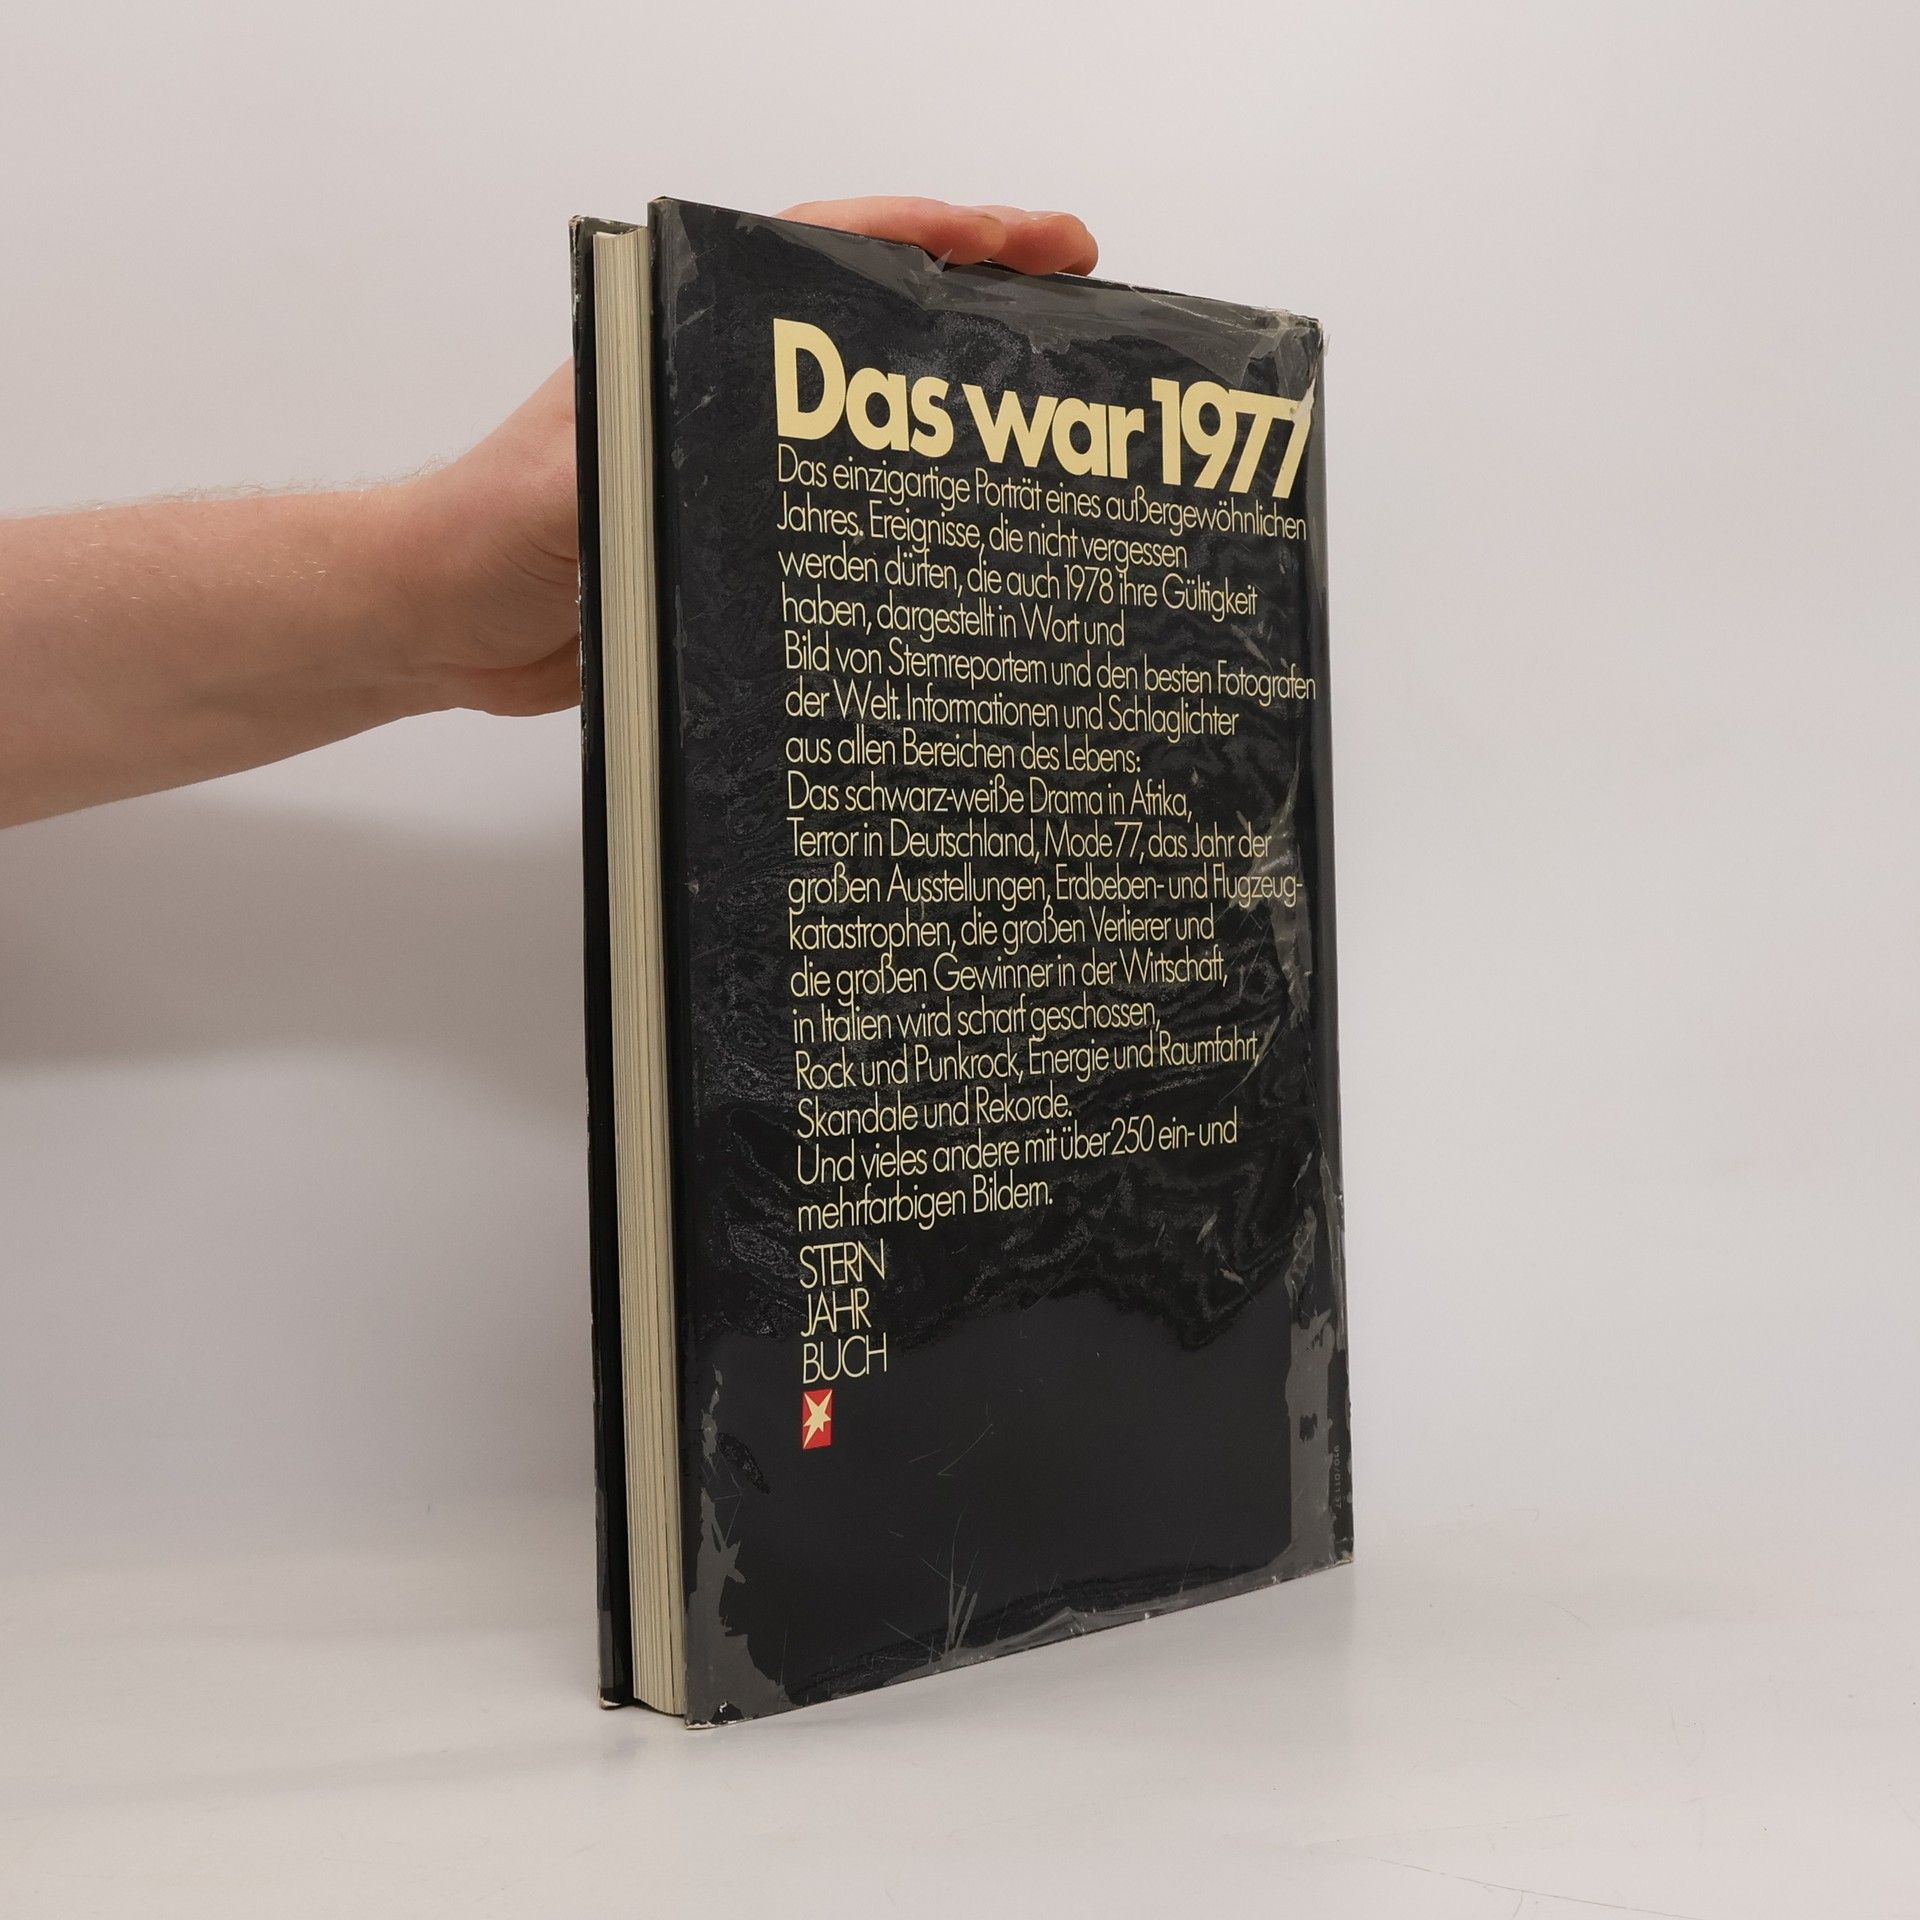 Das war 1977
Das einzigartige Porträt eines außergewöhnlichen
Jahres. Ereignisse, die nicht vergessen
werden dürfen, die auch 1978 ihre Gültigkeit
haben, dargestellt in Wort und
Bild von Sternreportern und den besten Fotografen
der Welt. Informationen und Schlaglichter
aus allen Bereichen des Lebens:
Das schwarz-weiße Drama in Afrika,
Terror in Deutschland, Mode 77, das Jahr der
großen Ausstellungen, Erdbeben- und Flugzeug-
katastrophen, die großen Verlierer und
die großen Gewinner in der Wirtschaft,
in Italien wird scharf geschossen,
Rock und Punkrock, Energie und Raumfahrt,
Skandale und Rekorde.
Und vieles andere mit über 250 ein- und
mehrfarbigen Bildern.
STERN
JAHR
BUCH